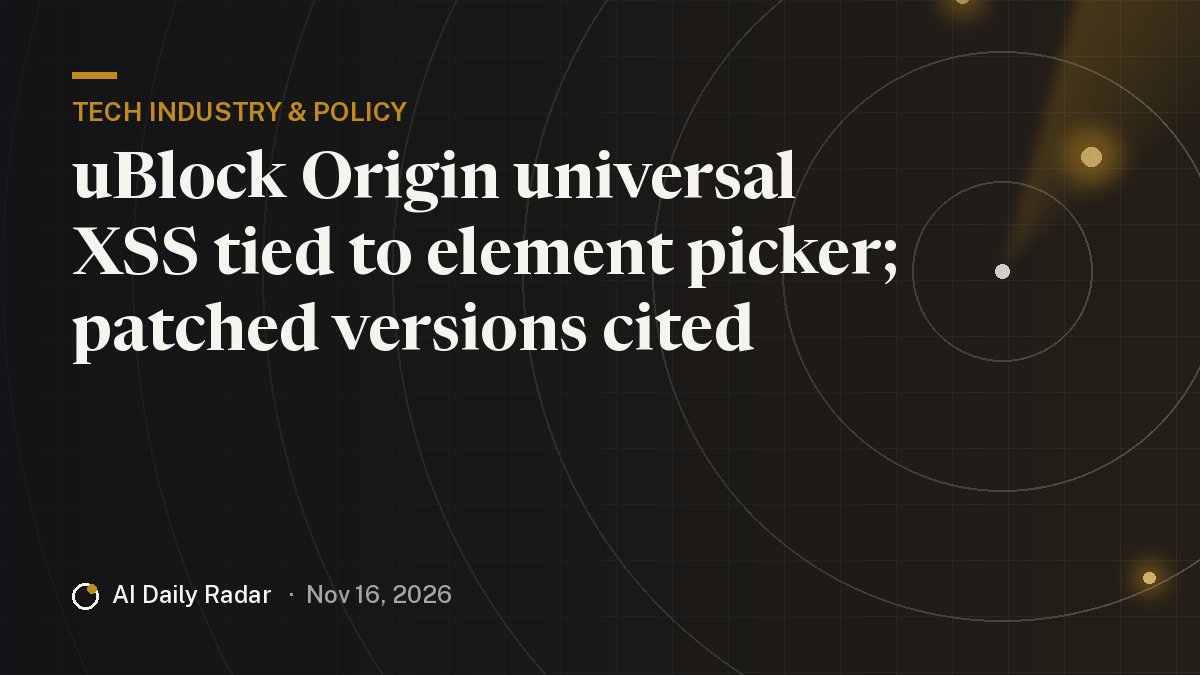 TECH INDUSTRY & POLICY
uBlock Origin universal
XSS tied to element picker;
patched versions cited
AI Daily Radar · Nov 16, 2026